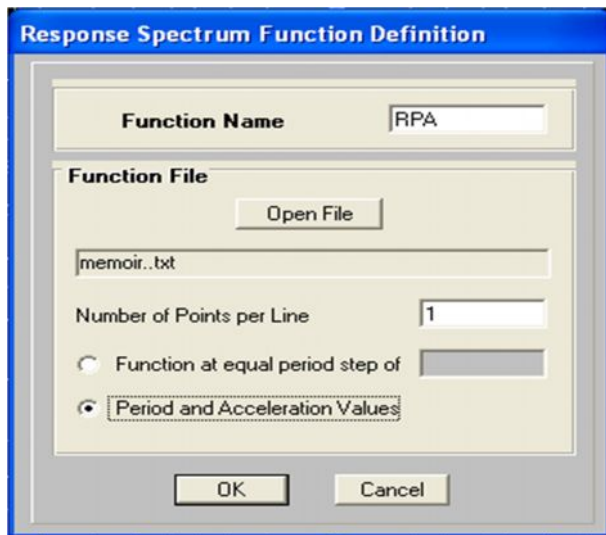 Response Spectrum Function Definition
Function Name RPA
Function File
Open File
memoir..txt
Number of Points per Line 1
Function at equal period step of
Period and Acceleration Values
OK Cancel